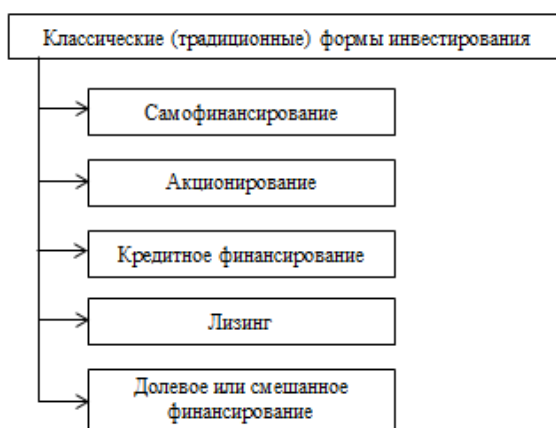 Классические (традиционные) формы инвестирования
Самофинансирование
Акционирование
Кредитное финансирование
Лизинг
Долевое или смешанное
финансирование